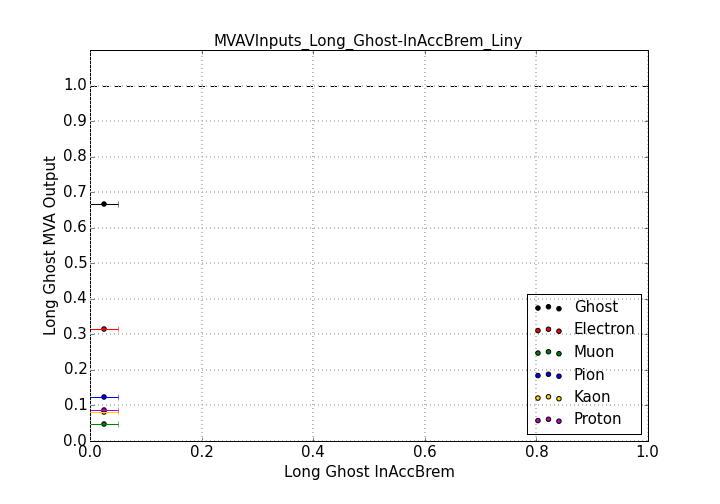 MVAVInputs_Long_Ghost-InAccBrem_Liny
Long Ghost MVA Output
1.0
0.9
0.8
0.7
0.6
0.5
0.4
0.3
0.2
0.1
0.0
Ghost
Electron
Muon
Pion
Kaon
Proton
0.0 0.2 0.4 0.6 0.8 1.0
Long Ghost InAccBrem